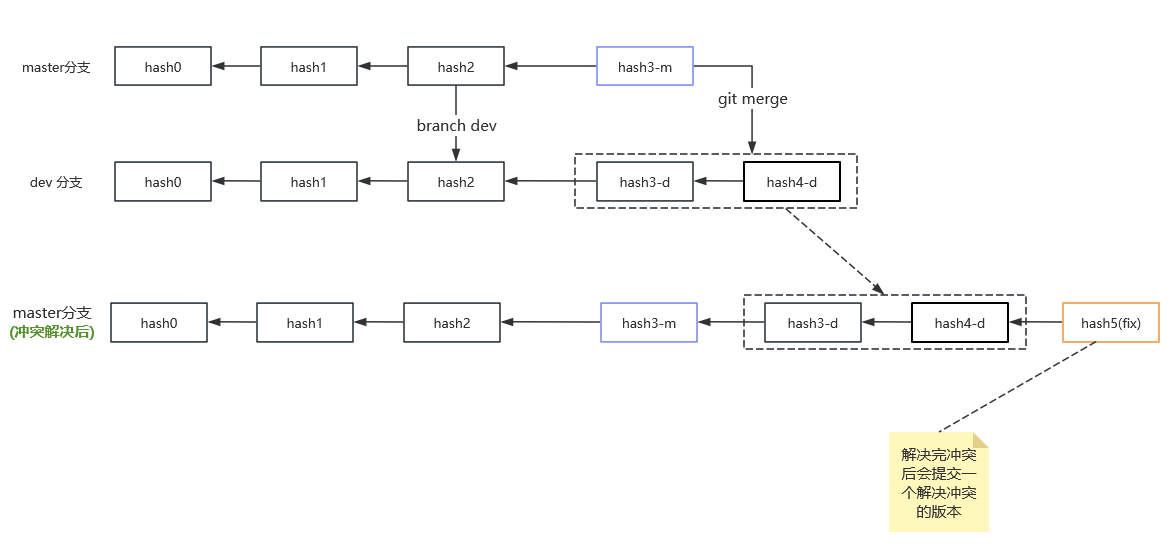 master分支
hash0
hash1
hash2
hash3-m
git merge
branch dev
dev 分支
hash0
hash1
hash2
hash3-d
hash4-d
master分支
(冲突解决后)
hash0
hash1
hash2
hash3-m
hash3-d
hash4-d
hash5(fix)
解决完冲突
后会提交一
个解决冲突
的版本